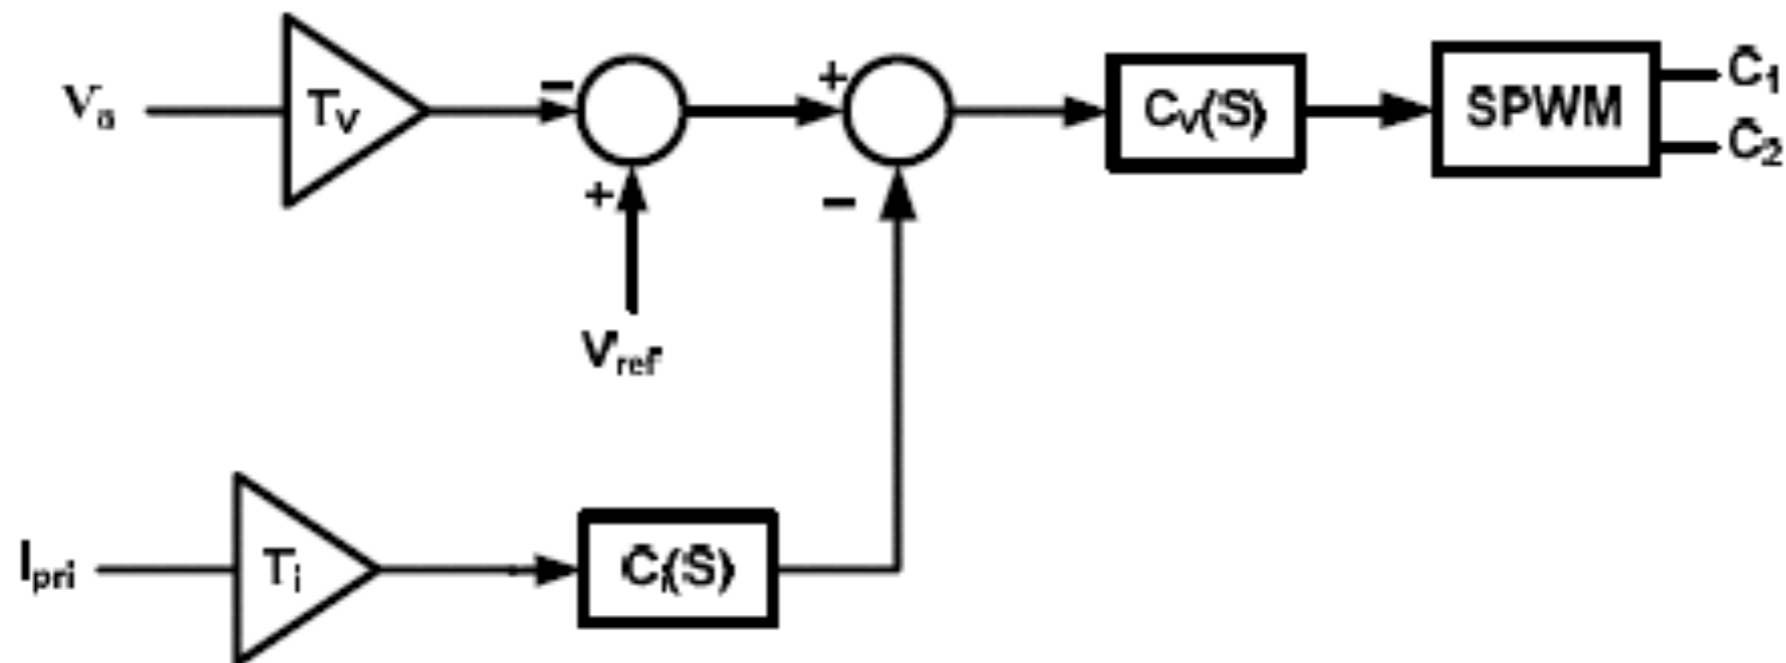 Vo
Tv
−
+
Vref
+
−
Cv(S)
SPWM
C1
C2
Ipri
Ti
Ci(S)